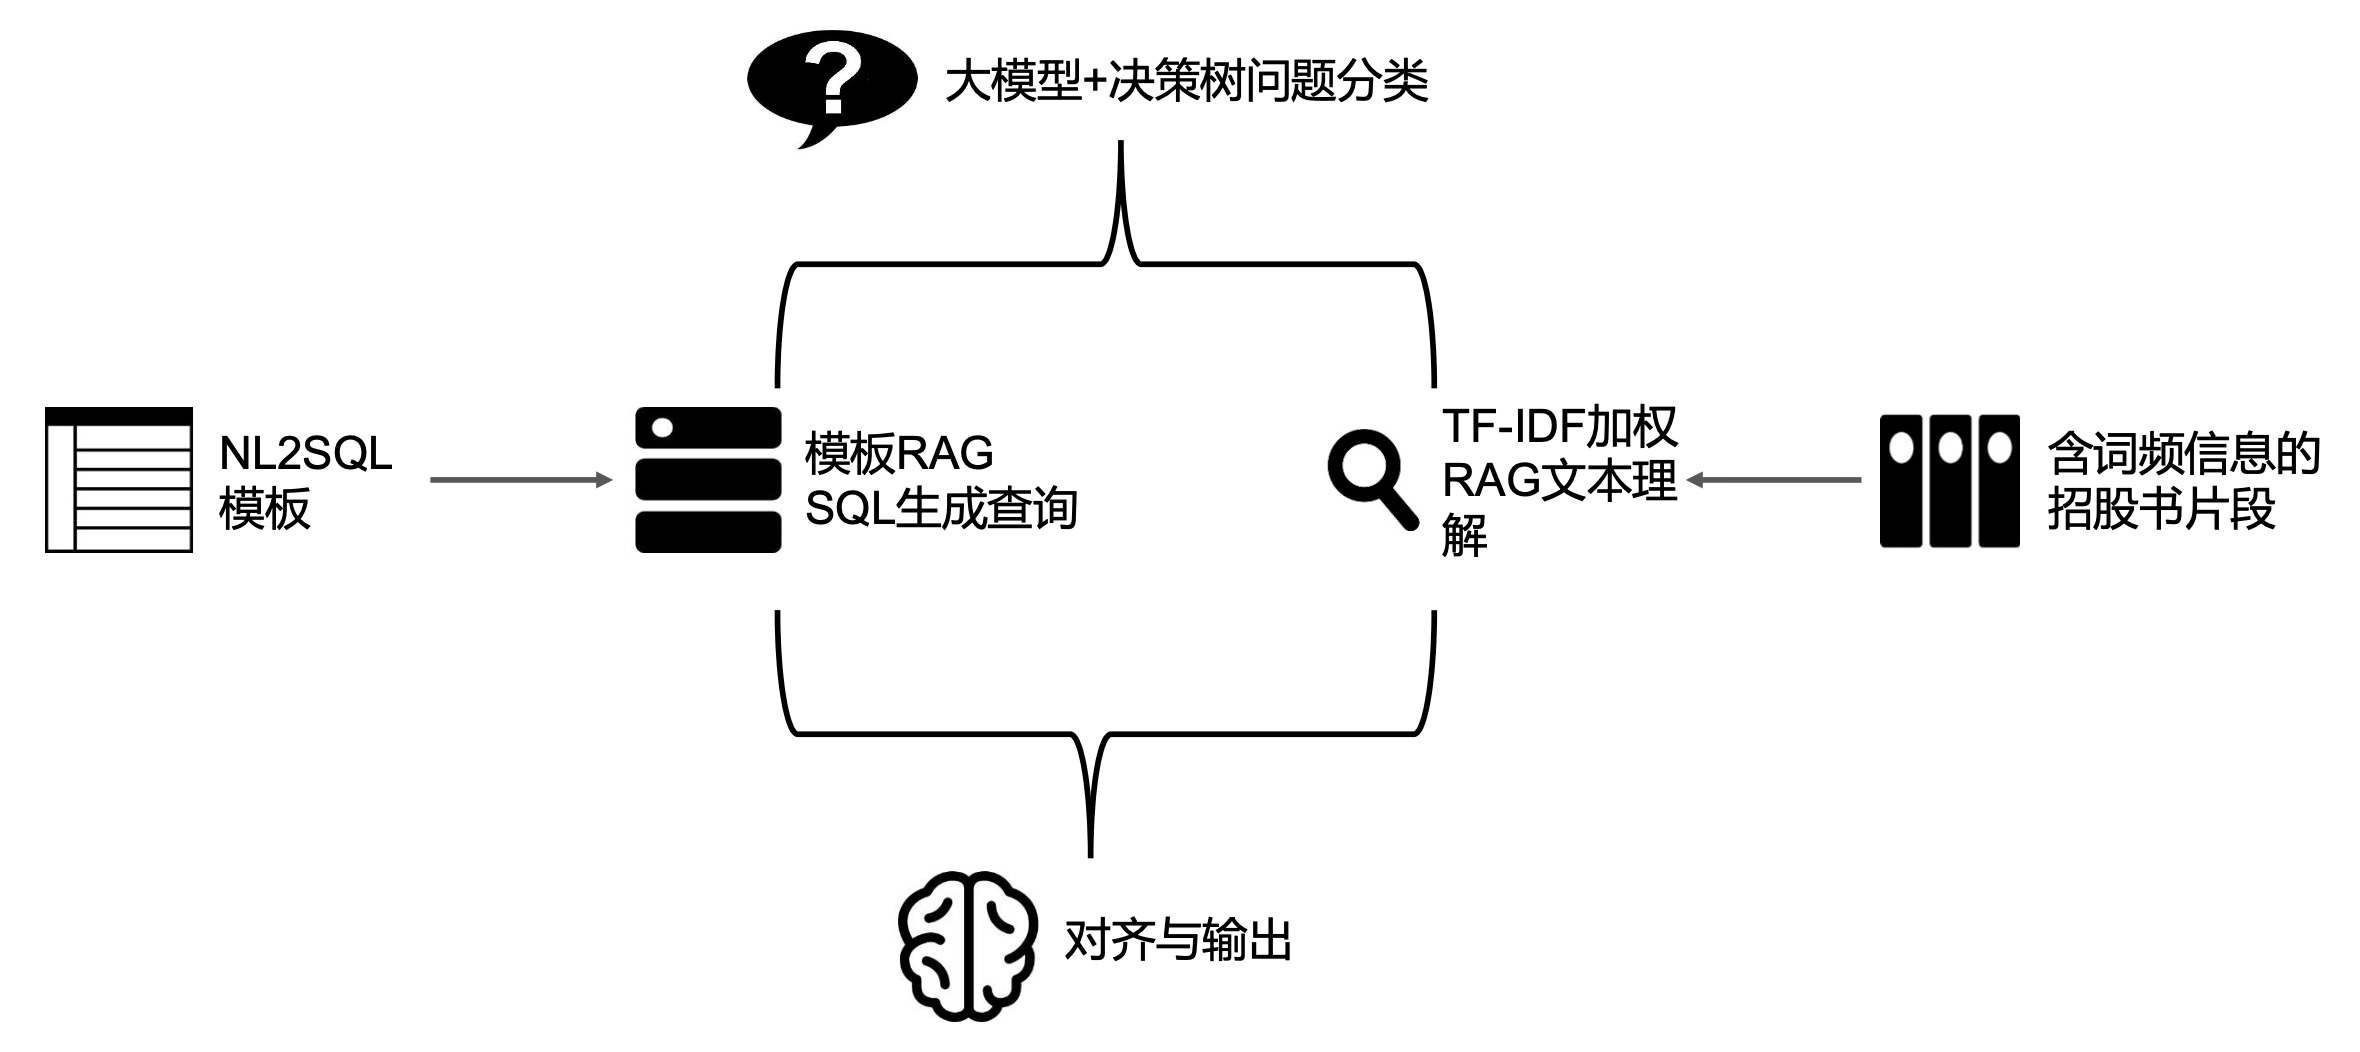 大模型+决策树问题分类
NL2SQL
模板
模板RAG
SQL生成查询
TF-IDF加权
RAG文本理
解
含词频信息的
招股书片段
对齐与输出